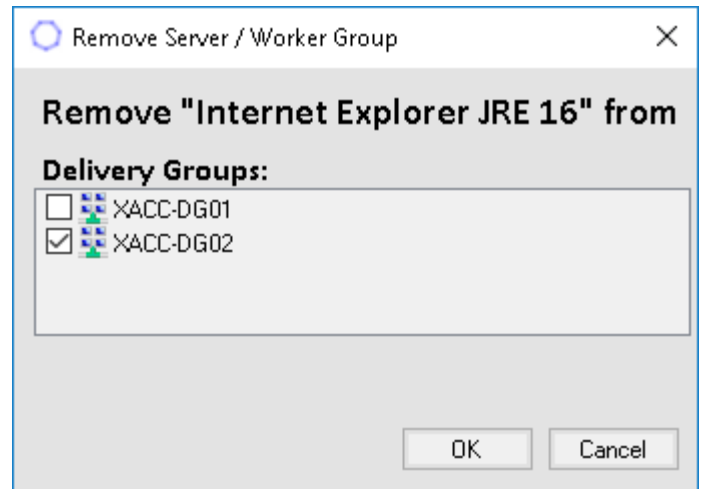 Remove Server / Worker Group
Remove "Internet Explorer JRE 16" from
Delivery Groups:
XACC-DG01
XACC-DG02
OK Cancel